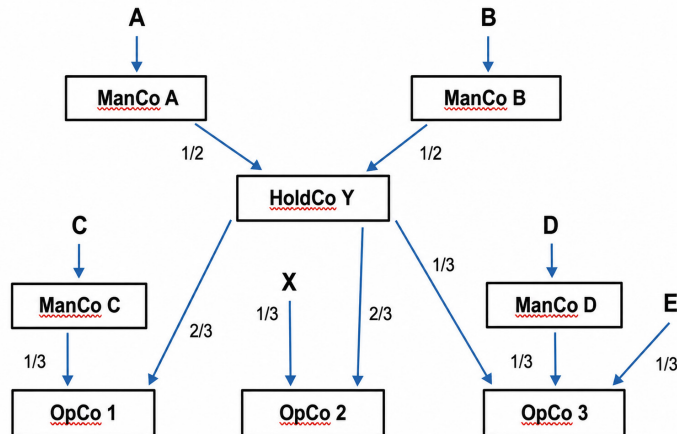 A
B
ManCo A
ManCo B
1/2
1/2
HoldCo Y
C
D
1/3
X
E
ManCo C
ManCo D
1/3
2/3
2/3
1/3
1/3
1/3
OpCo 1
OpCo 2
OpCo 3